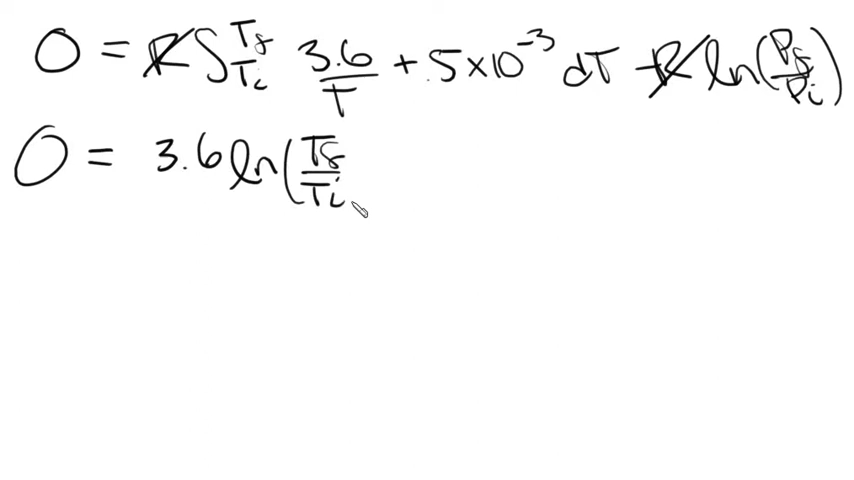 0 = R ∫ Tf Ti 3.6/T + .5×10⁻³ dT - R ln(Pf/Pi)
0 = 3.6 ln(Tf/Ti